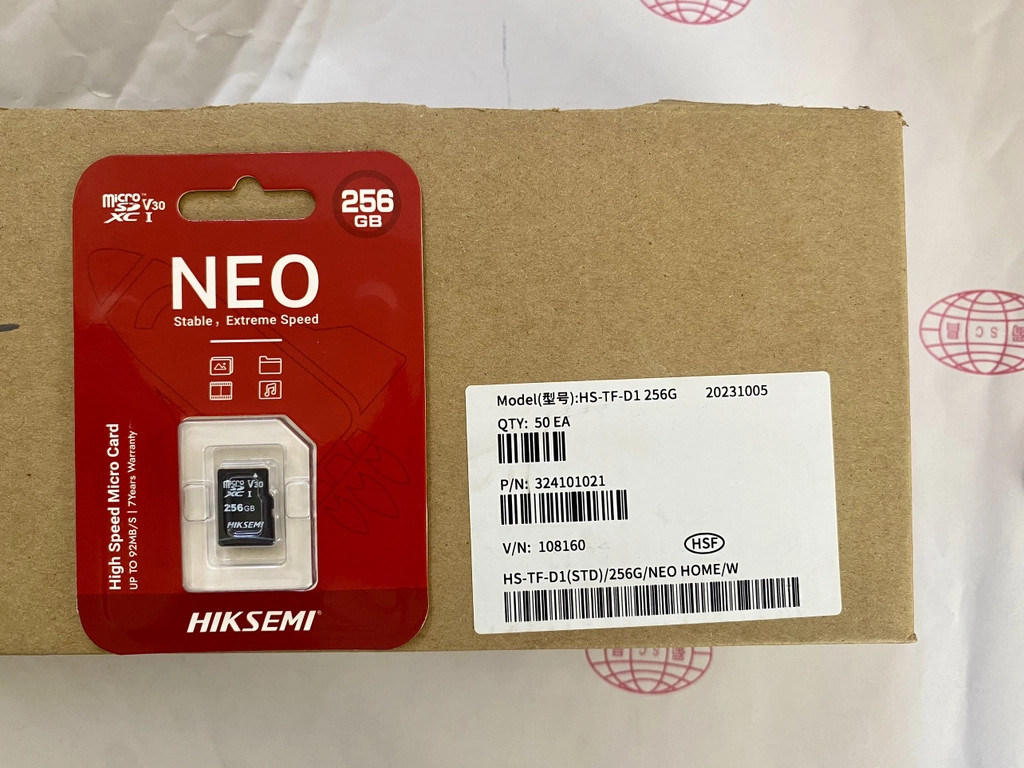 micro SD XC I V30
256 GB
NEO
Stable , Extreme Speed
High Speed Micro Card
UP TO 92MB/S | 7Years Warranty
micro SD XC I V30
256GB
HIKSEMI
HIKSEMI®
Model(型号):HS-TF-D1 256G 20231005
QTY: 50 EA
P/N: 324101021
V/N: 108160
HSF
HS-TF-D1(STD)/256G/NEO HOME/W
SC